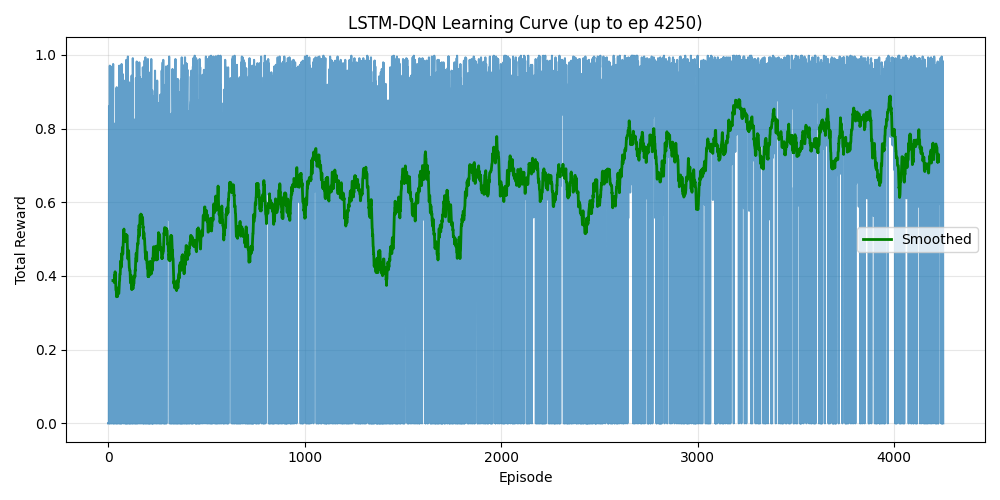 LSTM-DQN Learning Curve (up to ep 4250)
1.0
0.8
0.6
0.4
0.2
0.0
Total Reward
Smoothed
0 1000 2000 3000 4000
Episode